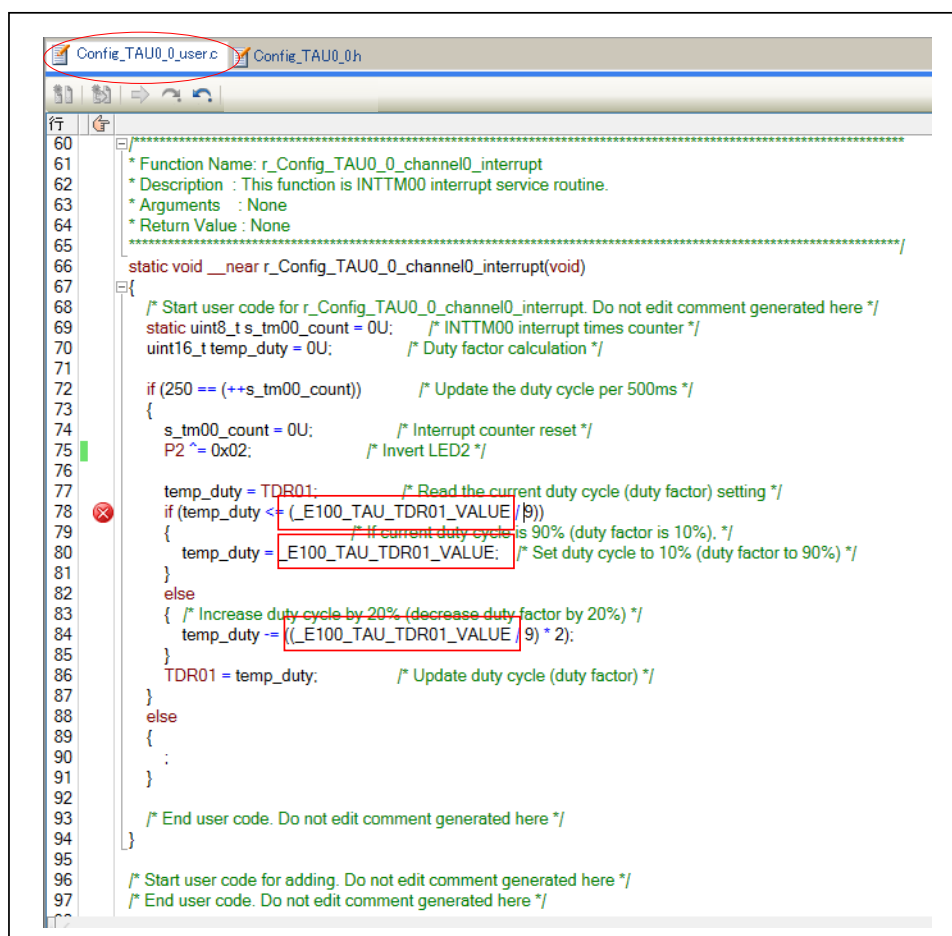 Config_TAU0_0_user.c Config_TAU0_0.h
行
60 /***********************************************************************************************************************
61 * Function Name: r_Config_TAU0_0_channel0_interrupt
62 * Description : This function is INTTM00 interrupt service routine.
63 * Arguments : None
64 * Return Value : None
65 ***********************************************************************************************************************/
66 static void __near r_Config_TAU0_0_channel0_interrupt(void)
67 {
68 /* Start user code for r_Config_TAU0_0_channel0_interrupt. Do not edit comment generated here */
69 static uint8_t s_tm00_count = 0U; /* INTTM00 interrupt times counter */
70 uint16_t temp_duty = 0U; /* Duty factor calculation */
71
72 if (250 == (++s_tm00_count)) /* Update the duty cycle per 500ms */
73 {
74 s_tm00_count = 0U; /* Interrupt counter reset */
75 P2 ^= 0x02; /* Invert LED2 */
76
77 temp_duty = TDR01; /* Read the current duty cycle (duty factor) setting */
78 if (temp_duty <= (_E100_TAU_TDR01_VALUE / 9))
79 { /* If current duty cycle is 90% (duty factor is 10%), */
80 temp_duty = _E100_TAU_TDR01_VALUE; /* Set duty cycle to 10% (duty factor to 90%) */
81 }
82 else
83 { /* Increase duty cycle by 20% (decrease duty factor by 20%) */
84 temp_duty -= ((_E100_TAU_TDR01_VALUE / 9) * 2);
85 }
86 TDR01 = temp_duty; /* Update duty cycle (duty factor) */
87 }
88 else
89 {
90 ;
91 }
92
93 /* End user code. Do not edit comment generated here */
94 }
95
96 /* Start user code for adding. Do not edit comment generated here */
97 /* End user code. Do not edit comment generated here */